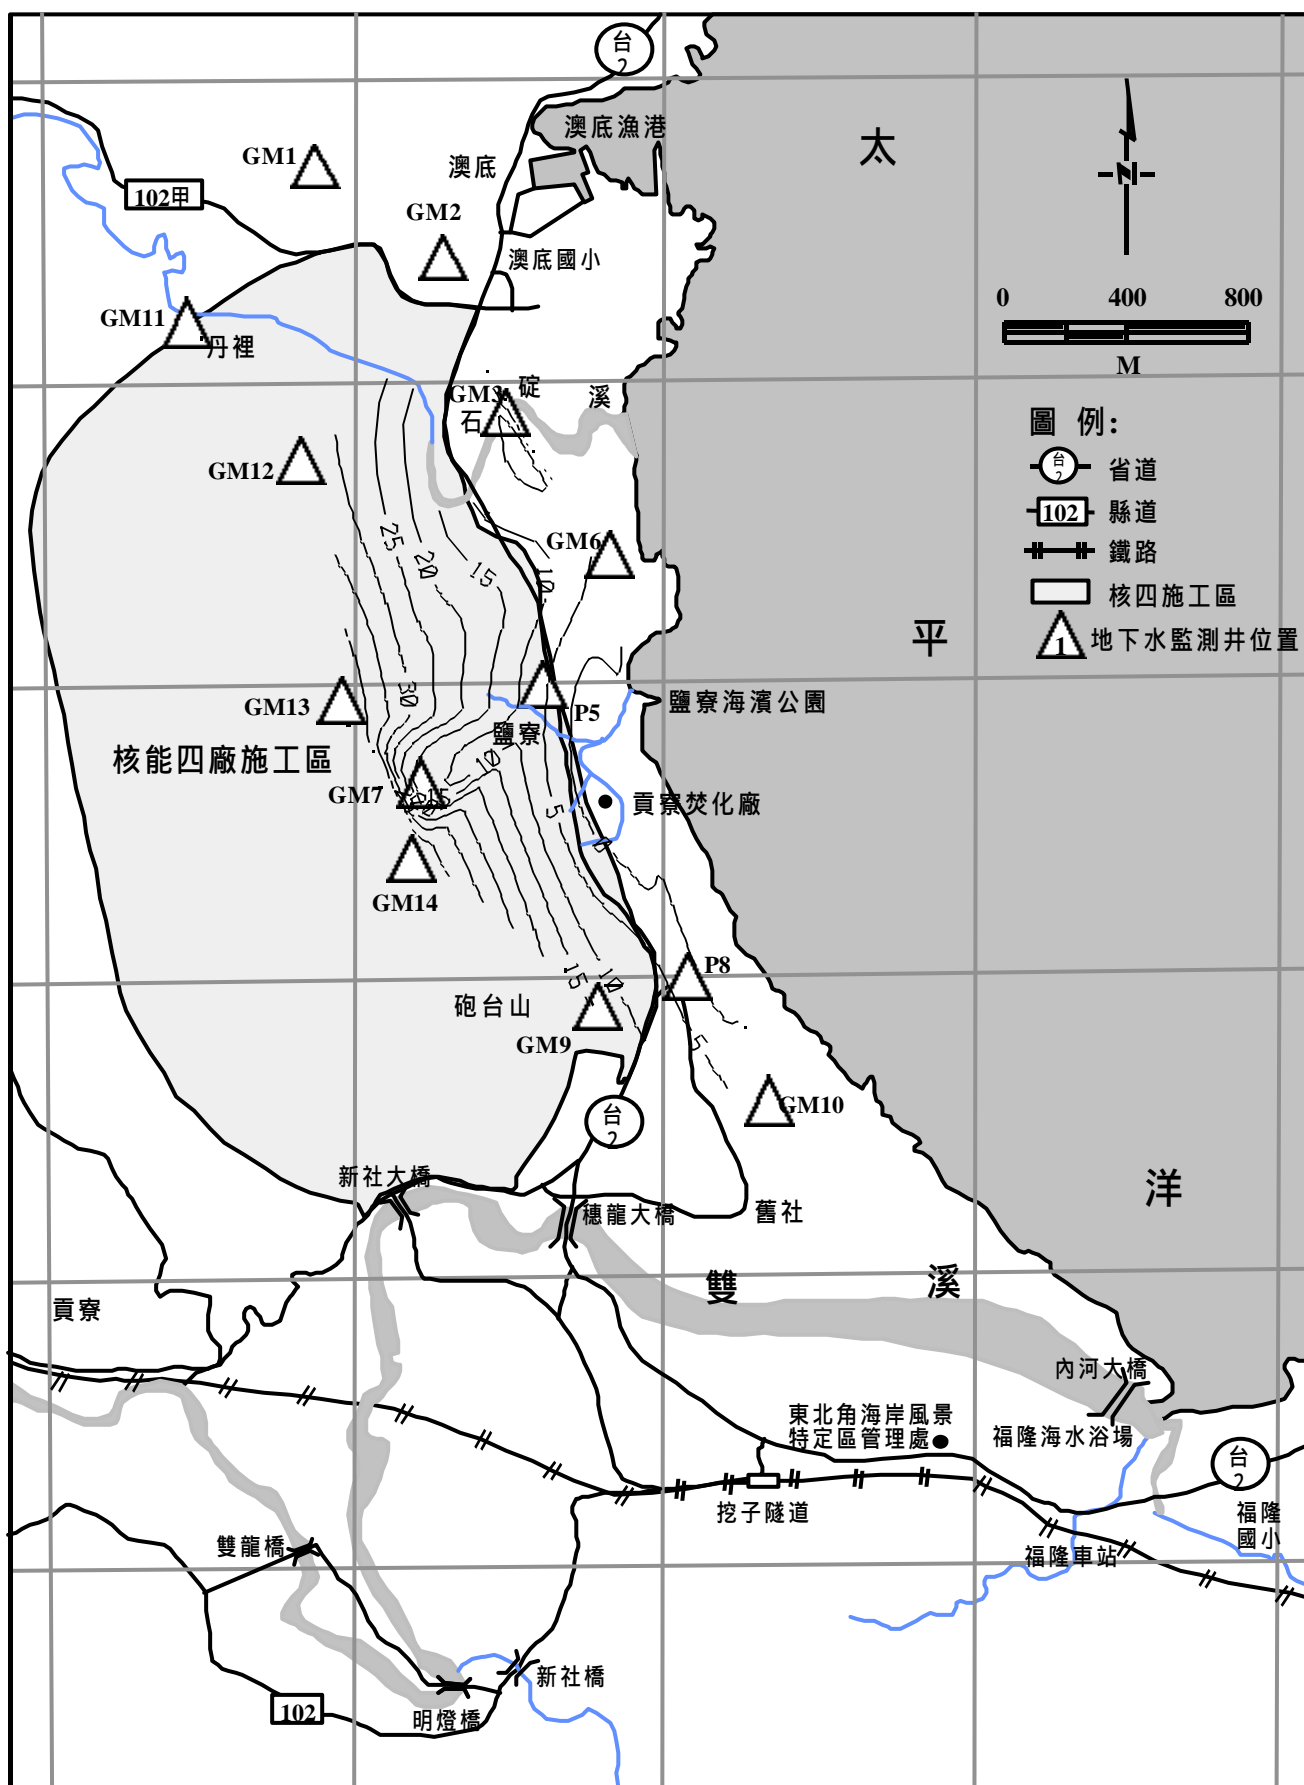 台
2
澳底漁港
太
GM1
澳底
102甲
GM2
澳底國小
0 400 800
M
GM11
丹裡
GM3
碇
溪
石
圖 例:
台
2
省道
GM12
102
縣道
25
20
15
10
GM6
鐵路
核四施工區
1
地下水監測井位置
平
30
GM13
P5
鹽寮海濱公園
鹽寮
核能四廠施工區
10
GM7
15
5
貢寮焚化廠
0
GM14
P8
15
10
砲台山
GM9
5
GM10
台
2
新社大橋
洋
穗龍大橋
舊社
雙
溪
貢寮
內河大橋
東北角海岸風景
特定區管理處
福隆海水浴場
台
2
挖子隧道
福隆
國小
雙龍橋
福隆車站
新社橋
102
明燈橋